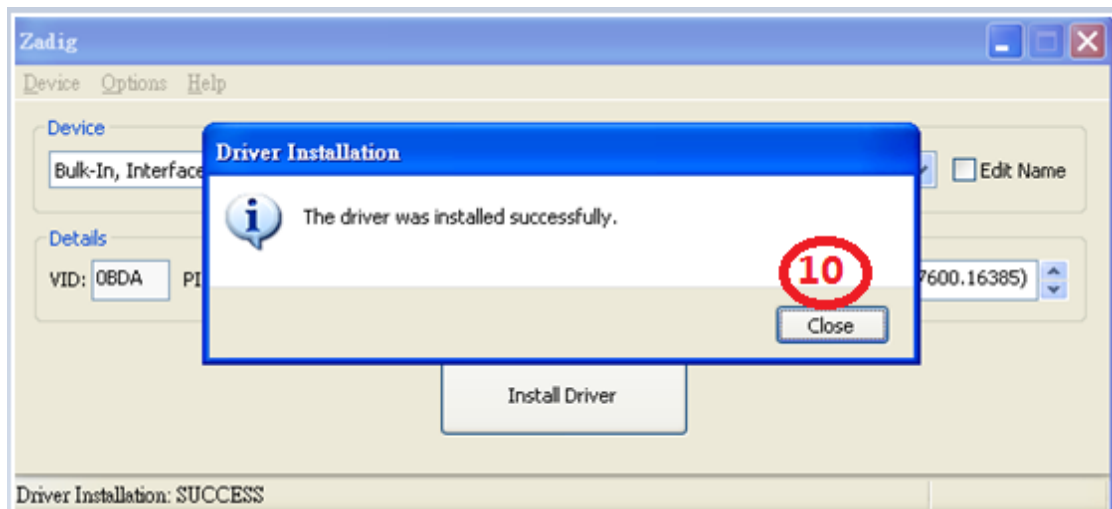 Zadig
Device Options Help
Device
Driver Installation
Bulk-In, Interface
Edit Name
The driver was installed successfully.
Details
10
VID: 0BDA PI
7600.16385)
Close
Install Driver
Driver Installation: SUCCESS